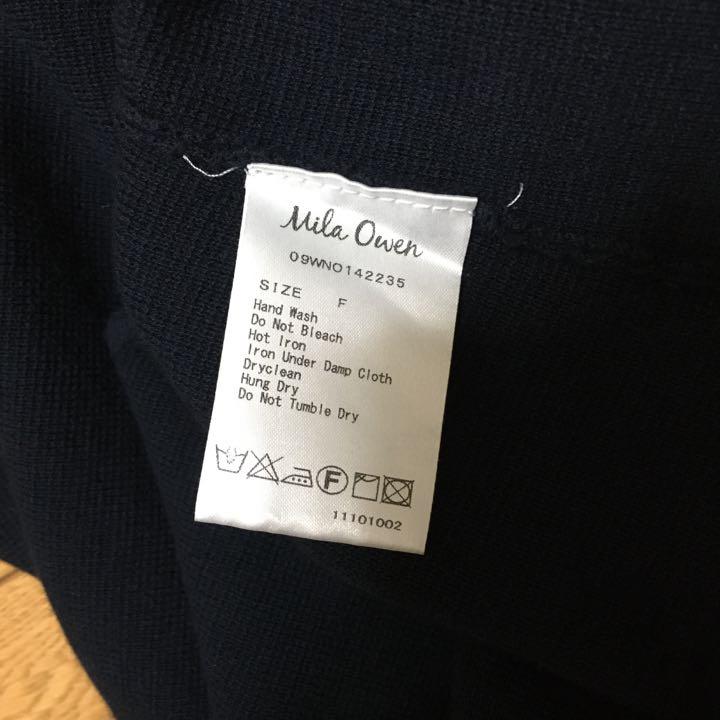 Mila Owen
09WNO142235
SIZE F
Hand Wash
Do Not Bleach
Hot Iron
Iron Under Damp Cloth
Dryclean
Hung Dry
Do Not Tumble Dry
F
11101002